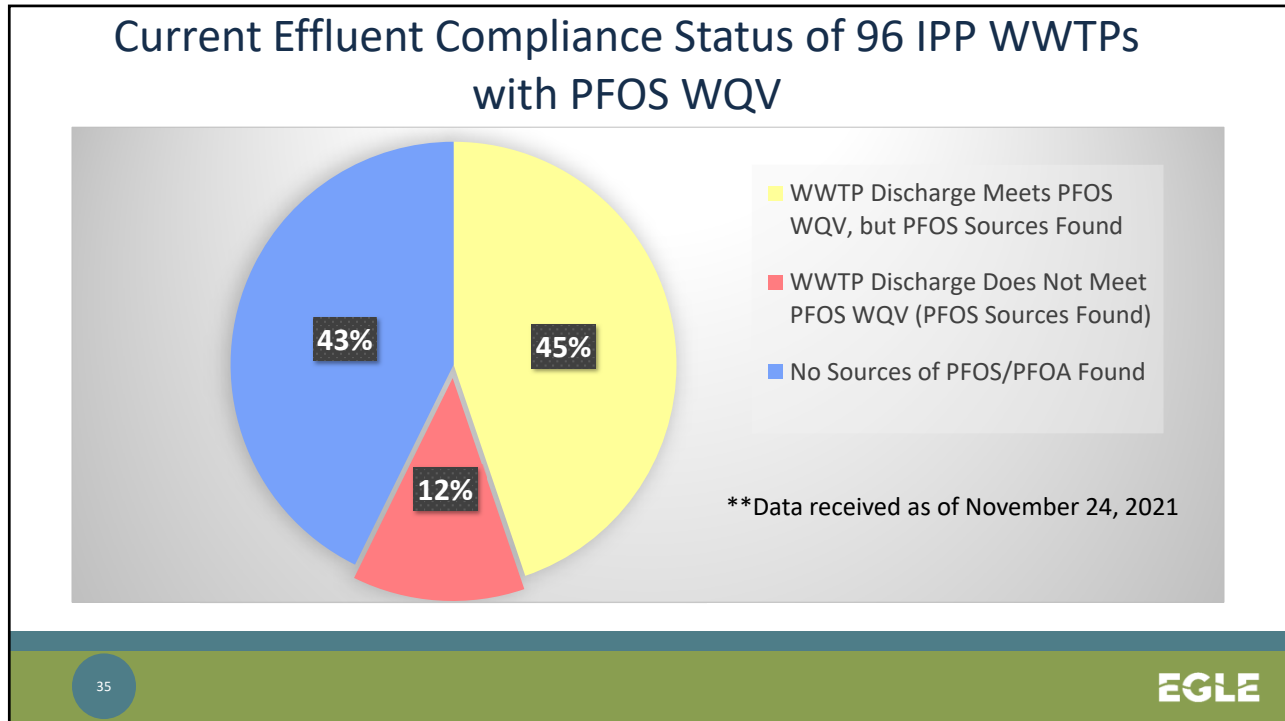 Current Effluent Compliance Status of 96 IPP WWTPs
with PFOS WQV
WWTP Discharge Meets PFOS
WQV, but PFOS Sources Found
WWTP Discharge Does Not Meet
PFOS WQV (PFOS Sources Found)
No Sources of PFOS/PFOA Found
43%
45%
12%
**Data received as of November 24, 2021
35
EGLE